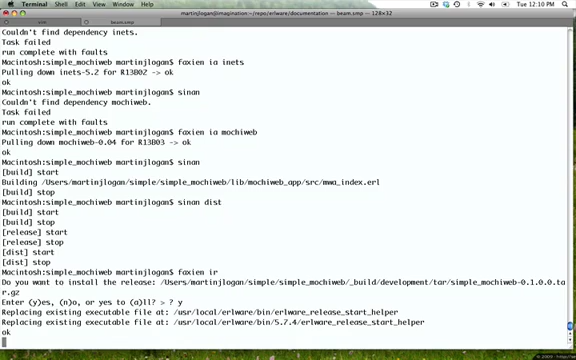 Terminal Shell Edit View Window Help
Tue 12:10 PM
martinjlogan@imagination:~/repo/erlware/documentation — beam.smp — 128×32
beam.smp
Couldn't find dependency inets.
Task failed
run complete with faults
Macintosh:simple_mochiweb martinjlogan$ faxien ia inets
Pulling down inets-5.2 for R13B02 -> ok
ok
Macintosh:simple_mochiweb martinjlogan$ sinan
Couldn't find dependency mochiweb.
Task failed
run complete with faults
Macintosh:simple_mochiweb martinjlogan$ faxien ia mochiweb
Pulling down mochiweb-0.04 for R13B03 -> ok
ok
Macintosh:simple_mochiweb martinjlogan$ sinan
[build] start
Building /Users/martinjlogan/simple/simple_mochiweb/lib/mochiweb_app/src/mwa_index.erl
[build] stop
Macintosh:simple_mochiweb martinjlogan$ sinan dist
[build] start
[build] stop
[release] start
[release] stop
[dist] start
[dist] stop
Macintosh:simple_mochiweb martinjlogan$ faxien ir
Do you want to install the release: /Users/martinjlogan/simple/simple_mochiweb/_build/development/tar/simple_mochiweb-0.1.0.0.ta
r.gz
Enter (y)es, (n)o, or yes to (a)ll? > ? y
Replacing existing executable file at: /usr/local/erlware/bin/erlware_release_start_helper
Replacing existing executable file at: /usr/local/erlware/bin/5.7.4/erlware_release_start_helper
ok